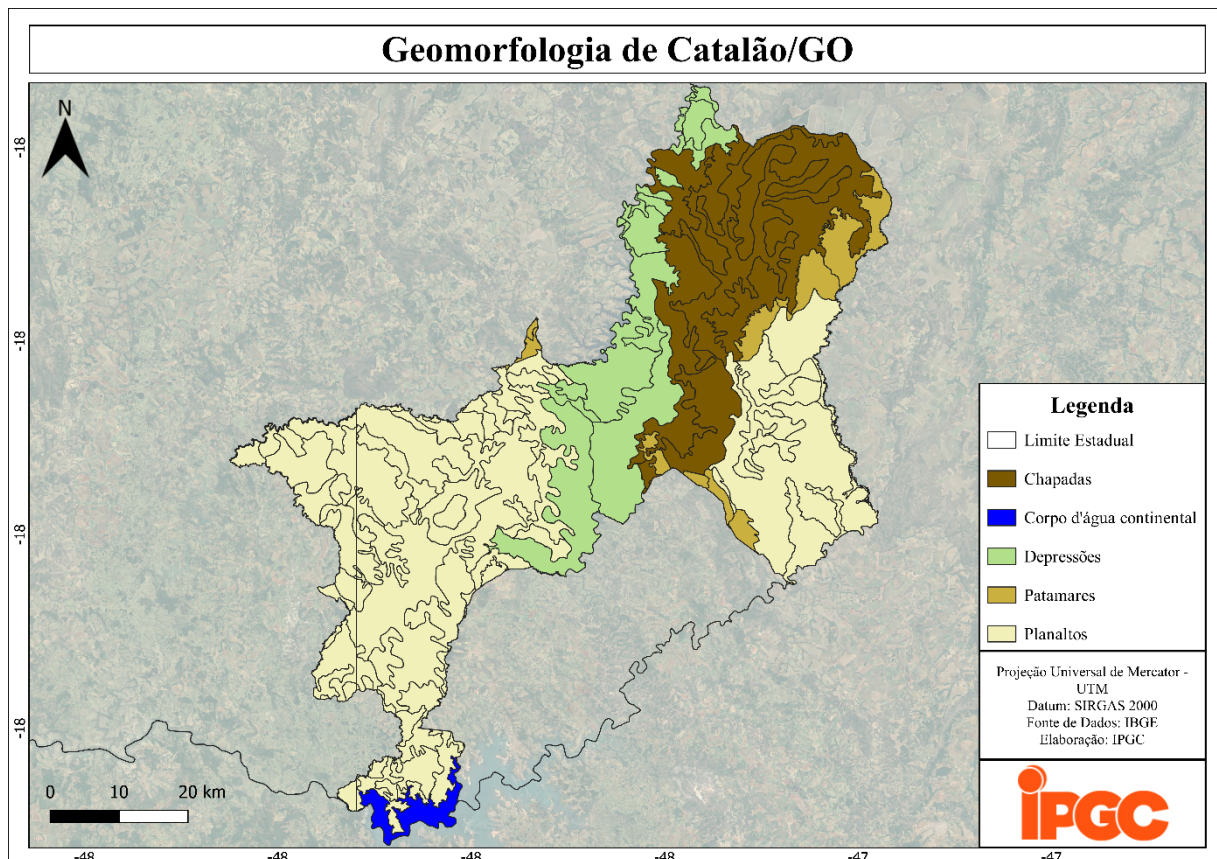 Geomorfologia de Catalão/GO
N
-18
-18
-18
-18
0 10 20 km
-48
-48
-48
-48
-47
-47
Legenda
Limite Estadual
Chapadas
Corpo d'água continental
Depressões
Patamares
Planaltos
Projeção Universal de Mercator -
UTM
Datum: SIRGAS 2000
Fonte de Dados: IBGE
Elaboração: IPGC
iPGC